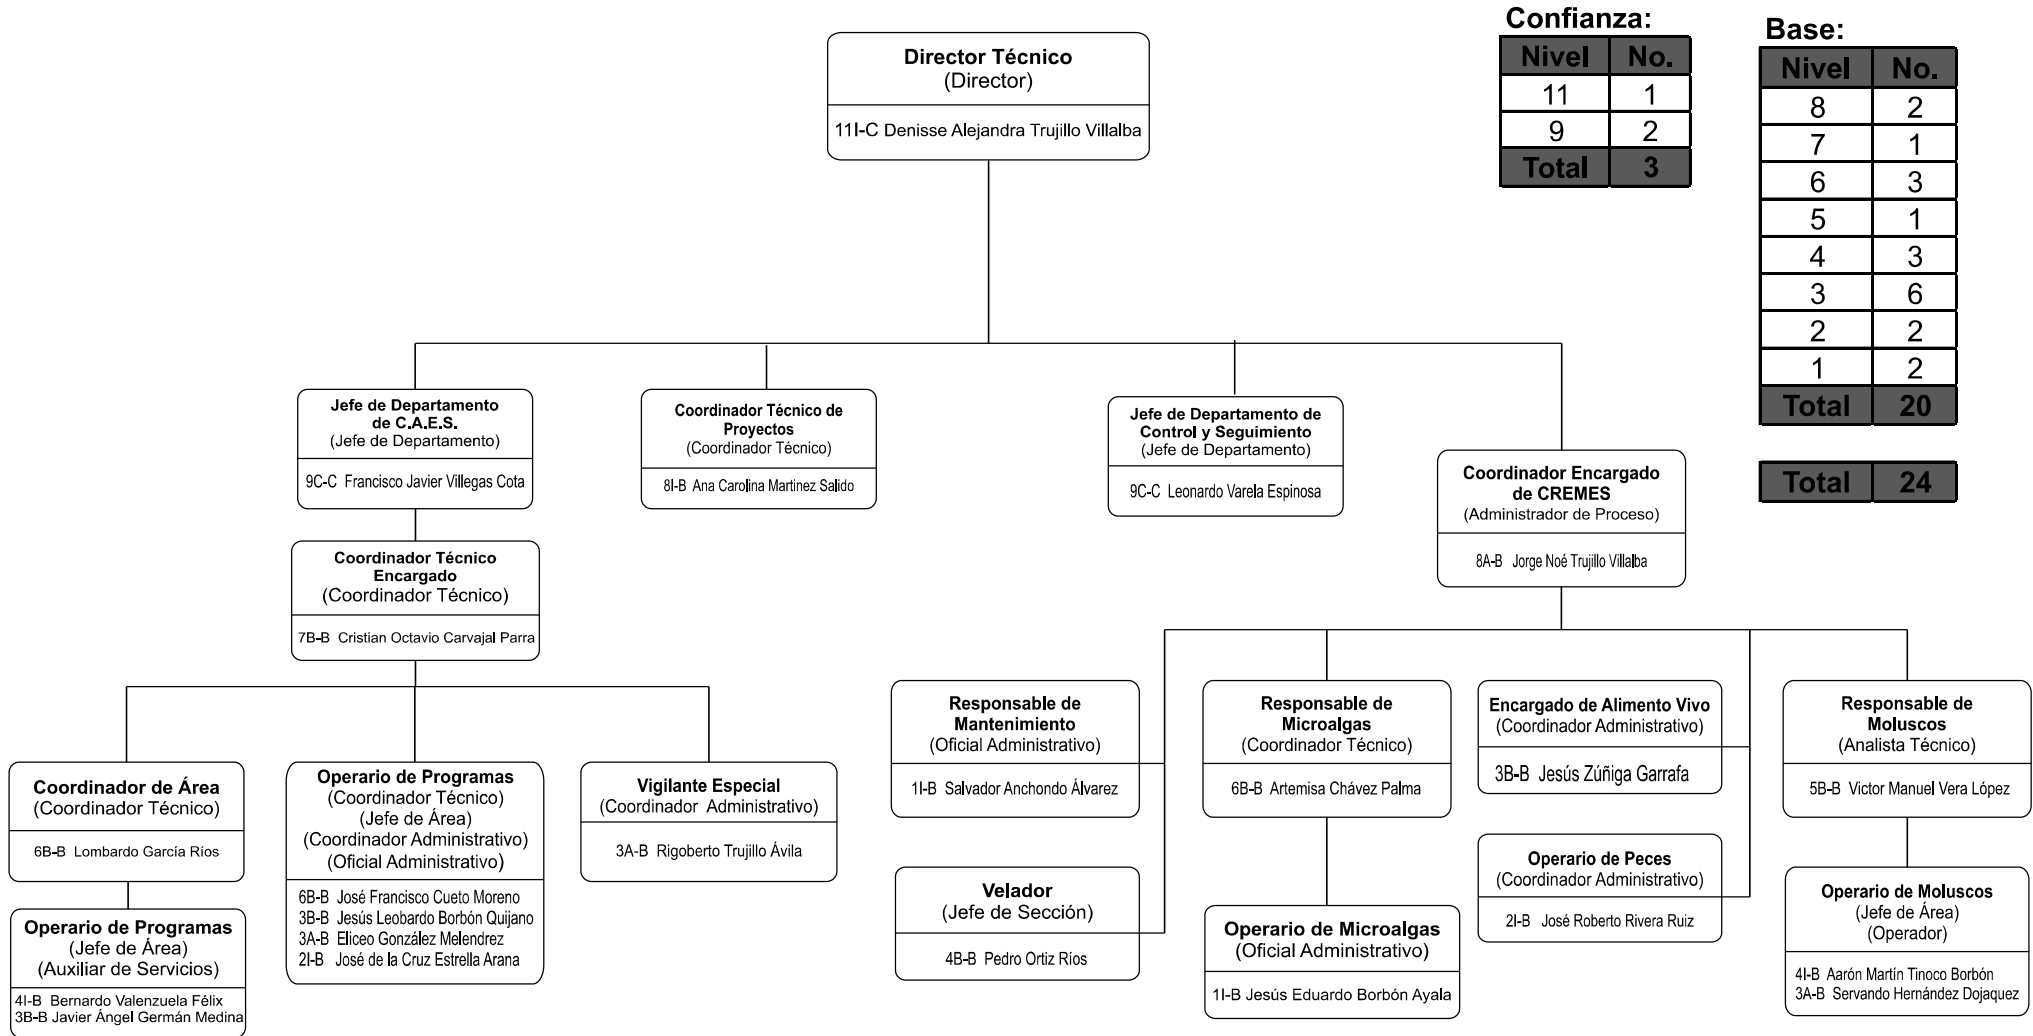 Director Técnico
(Director)
11I-C Denisse Alejandra Trujillo Villalba
Confianza:
Nivel No.
11 1
9 2
Total 3
Base:
Nivel No.
8 2
7 1
6 3
5 1
4 3
3 6
2 2
1 2
Total 20
Total 24
Jefe de Departamento
de C.A.E.S.
(Jefe de Departamento)
9C-C Francisco Javier Villegas Cota
Coordinador Técnico de
Proyectos
(Coordinador Técnico)
8I-B Ana Carolina Martinez Salido
Jefe de Departamento de
Control y Seguimiento
(Jefe de Departamento)
9C-C Leonardo Varela Espinosa
Coordinador Encargado
de CREMES
(Administrador de Proceso)
8A-B Jorge Noé Trujillo Villalba
Coordinador Técnico
Encargado
(Coordinador Técnico)
7B-B Cristian Octavio Carvajal Parra
Coordinador de Área
(Coordinador Técnico)
6B-B Lombardo García Ríos
Operario de Programas
(Jefe de Área)
(Auxiliar de Servicios)
4I-B Bernardo Valenzuela Félix
3B-B Javier Ángel Germán Medina
Operario de Programas
(Coordinador Técnico)
(Jefe de Área)
(Coordinador Administrativo)
(Oficial Administrativo)
6B-B José Francisco Cueto Moreno
3B-B Jesús Leobardo Borbón Quijano
3A-B Eliceo González Melendrez
2I-B José de la Cruz Estrella Arana
Vigilante Especial
(Coordinador Administrativo)
3A-B Rigoberto Trujillo Ávila
Responsable de
Mantenimiento
(Oficial Administrativo)
1I-B Salvador Anchondo Álvarez
Velador
(Jefe de Sección)
4B-B Pedro Ortiz Ríos
Responsable de
Microalgas
(Coordinador Técnico)
6B-B Artemisa Chávez Palma
Operario de Microalgas
(Oficial Administrativo)
1I-B Jesús Eduardo Borbón Ayala
Encargado de Alimento Vivo
(Coordinador Administrativo)
3B-B Jesús Zúñiga Garrafa
Operario de Peces
(Coordinador Administrativo)
2I-B José Roberto Rivera Ruiz
Responsable de
Moluscos
(Analista Técnico)
5B-B Victor Manuel Vera López
Operario de Moluscos
(Jefe de Área)
(Operador)
4I-B Aarón Martín Tinoco Borbón
3A-B Servando Hernández Dojaquez